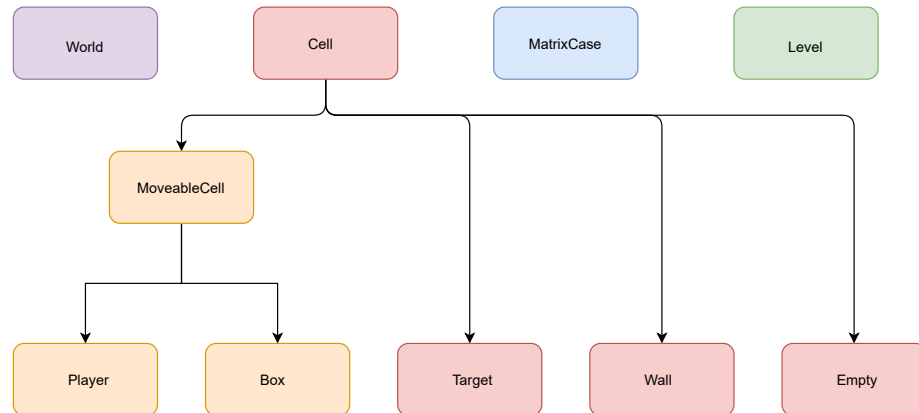 World
Cell
MatrixCase
Level
MoveableCell
Player
Box
Target
Wall
Empty